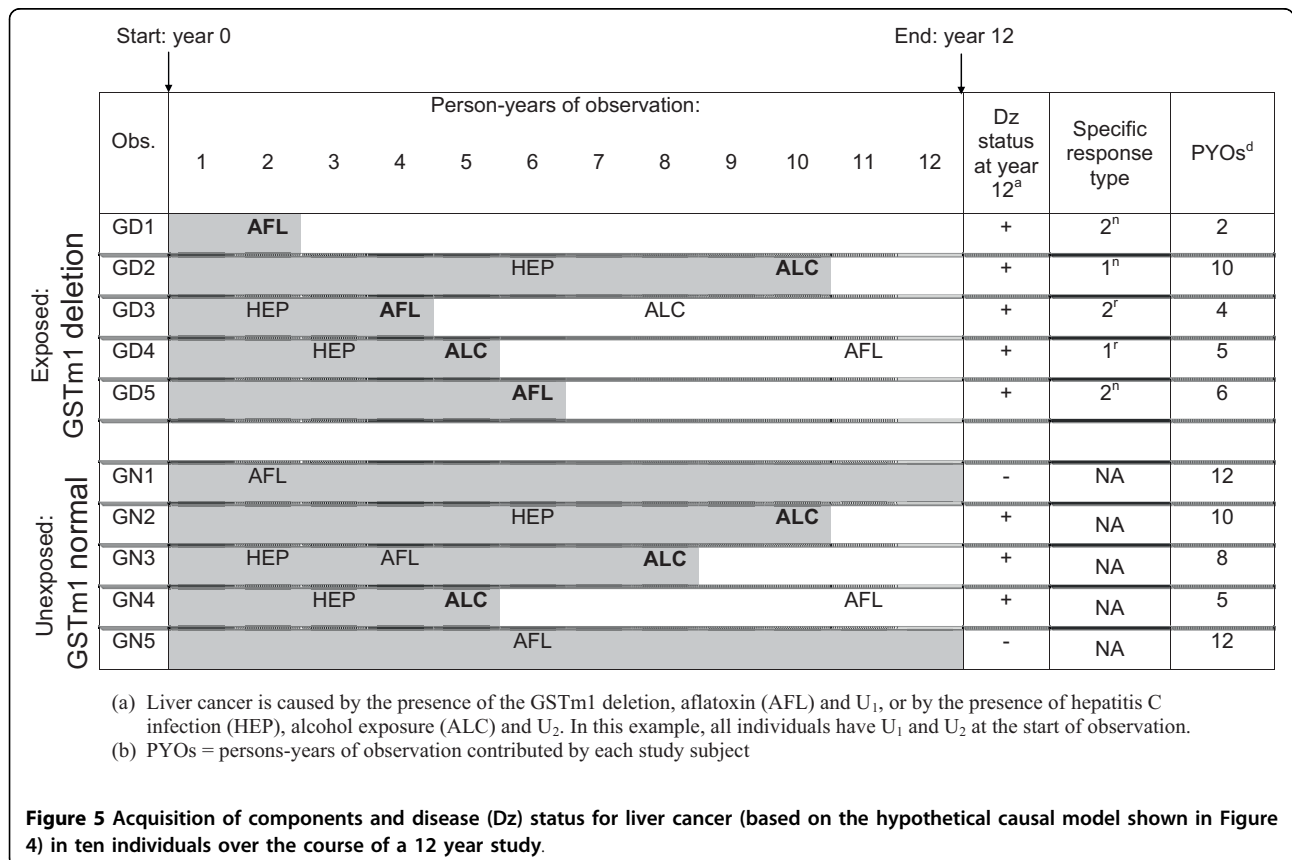 Start: year 0 End: year 12
Obs. Person-years of observation: Dz status at year 12ᵃ Specific response type PYOsᵈ
1 2 3 4 5 6 7 8 9 10 11 12
Exposed:
GSTm1 deletion
GD1 AFL + 2ⁿ 2
GD2 HEP ALC + 1ⁿ 10
GD3 HEP AFL ALC + 2ʳ 4
GD4 HEP ALC AFL + 1ʳ 5
GD5 AFL + 2ⁿ 6
Unexposed:
GSTm1 normal
GN1 AFL - NA 12
GN2 HEP ALC + NA 10
GN3 HEP AFL ALC + NA 8
GN4 HEP ALC AFL + NA 5
GN5 AFL - NA 12
(a) Liver cancer is caused by the presence of the GSTm1 deletion, aflatoxin (AFL) and U₁, or by the presence of hepatitis C
infection (HEP), alcohol exposure (ALC) and U₂. In this example, all individuals have U₁ and U₂ at the start of observation.
(b) PYOs = persons-years of observation contributed by each study subject
Figure 5 Acquisition of components and disease (Dz) status for liver cancer (based on the hypothetical causal model shown in Figure
4) in ten individuals over the course of a 12 year study.